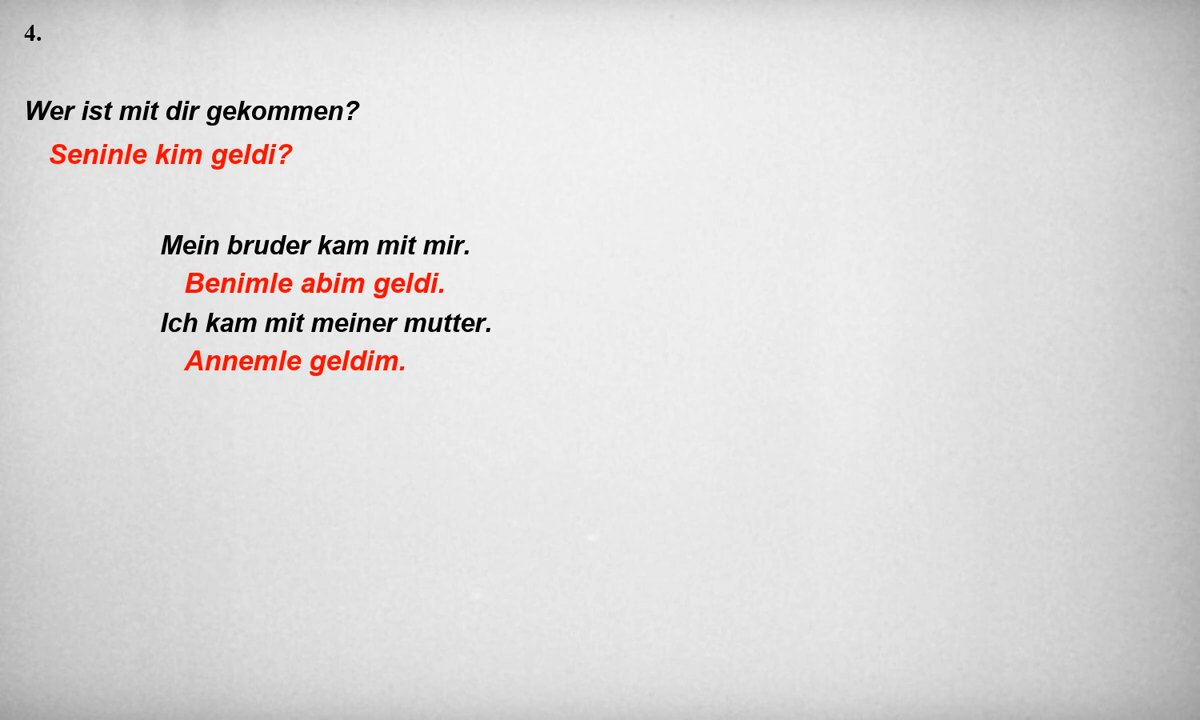 4.
Wer ist mit dir gekommen?
Seninle kim geldi?
Mein bruder kam mit mir.
Benimle abim geldi.
Ich kam mit meiner mutter.
Annemle geldim.